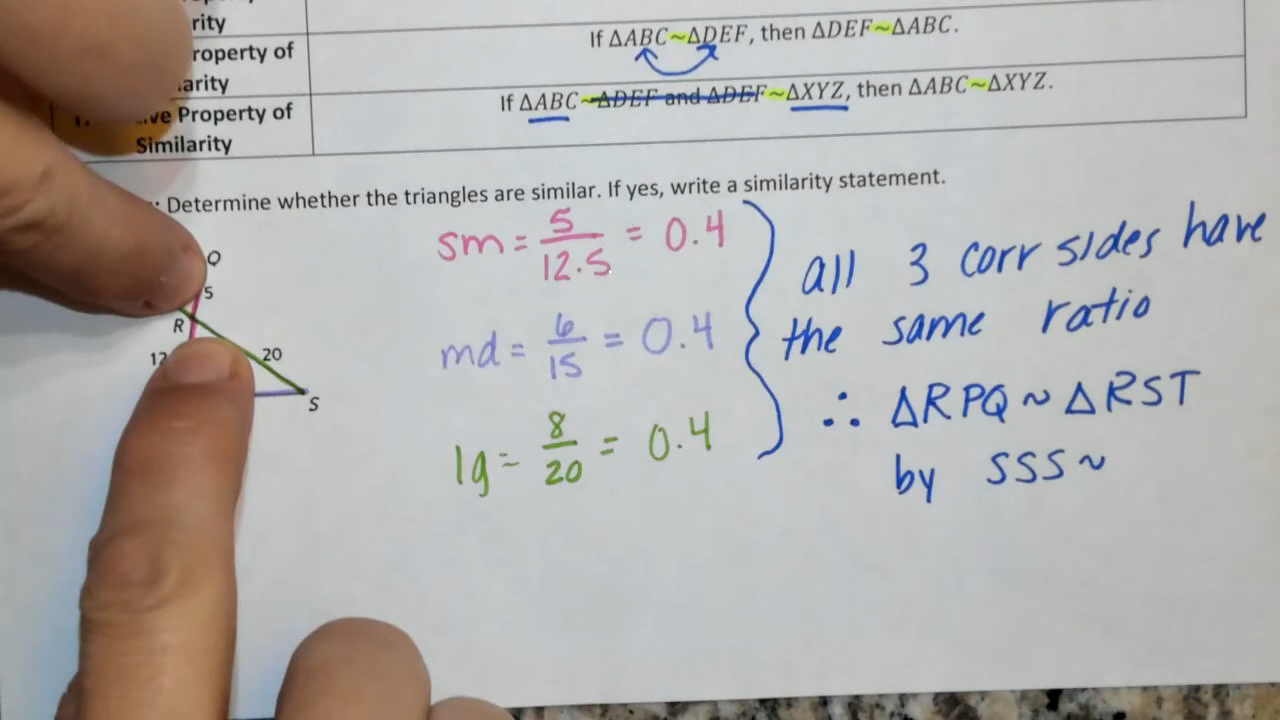 rity
roperty of
arity
ve Property of
Similarity
If ΔABC~ΔDEF, then ΔDEF~ΔABC.
If ΔABC~ΔDEF and ΔDEF~ΔXYZ, then ΔABC~ΔXYZ.
: Determine whether the triangles are similar. If yes, write a similarity statement.
Q
5
R
12
20
S
sm = 5/12.5 = 0.4
md = 6/15 = 0.4
lg = 8/20 = 0.4
all 3 corr sides have
the same ratio
∴ ΔRPQ ~ ΔRST
by SSS~